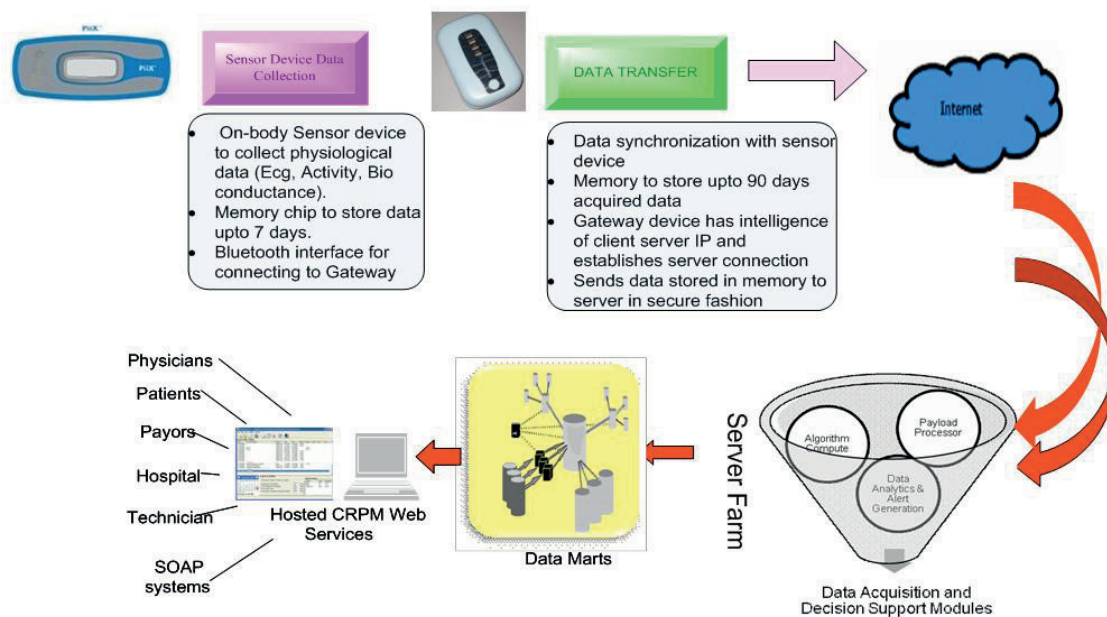 PiiX™
PiiX™
Sensor Device Data
Collection
DATA TRANSFER
Internet
• On-body Sensor device
to collect physiological
data (Ecg, Activity, Bio
conductance).
• Memory chip to store data
upto 7 days.
• Bluetooth interface for
connecting to Gateway
• Data synchronization with sensor
device
• Memory to store upto 90 days
acquired data
• Gateway device has intelligence
of client server IP and
establishes server connection
• Sends data stored in memory to
server in secure fashion
Physicians
Patients
Payors
Hospital
Technician
SOAP
systems
Hosted CRPM Web
Services
Data Marts
Server Farm
Algorithm
Compute
Payload
Processor
Data
Analytics &
Alert
Generation
Data Acquisition and
Decision Support Modules